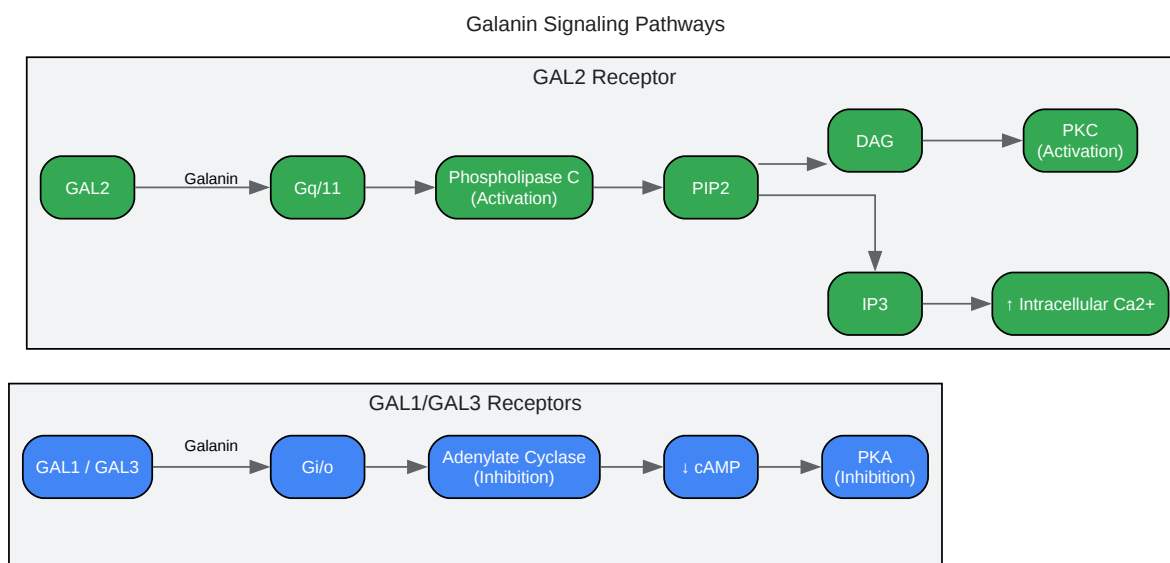 Galanin Signaling Pathways
GAL2 Receptor
GAL2
Galanin
Gq/11
Phospholipase C
(Activation)
PIP2
DAG
PKC
(Activation)
IP3
↑ Intracellular Ca2+
GAL1/GAL3 Receptors
GAL1 / GAL3
Galanin
Gi/o
Adenylate Cyclase
(Inhibition)
↓ cAMP
PKA
(Inhibition)